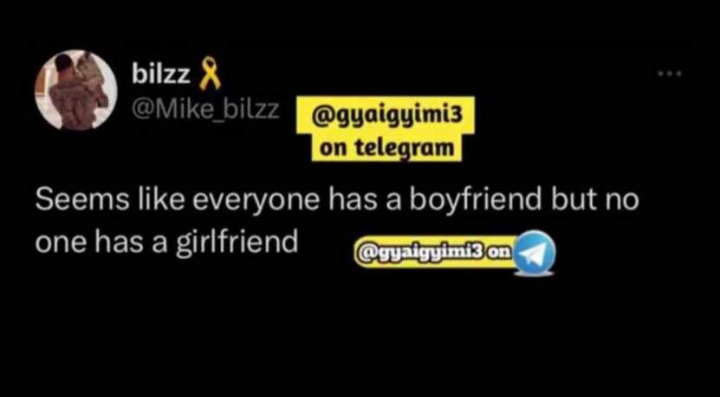 bilzz
@Mike_bilzz
@gyaigyimi3
on telegram
Seems like everyone has a boyfriend but no
one has a girlfriend
@gyaigyimi3 on